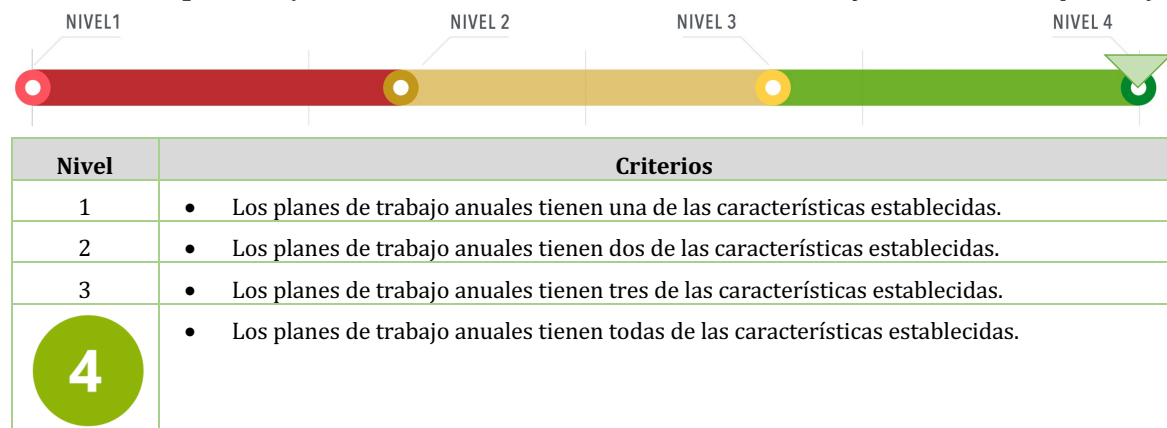 NIVEL1 NIVEL 2 NIVEL 3 NIVEL 4
Nivel Criterios
1 • Los planes de trabajo anuales tienen una de las características establecidas.
2 • Los planes de trabajo anuales tienen dos de las características establecidas.
3 • Los planes de trabajo anuales tienen tres de las características establecidas.
4 • Los planes de trabajo anuales tienen todas de las características establecidas.